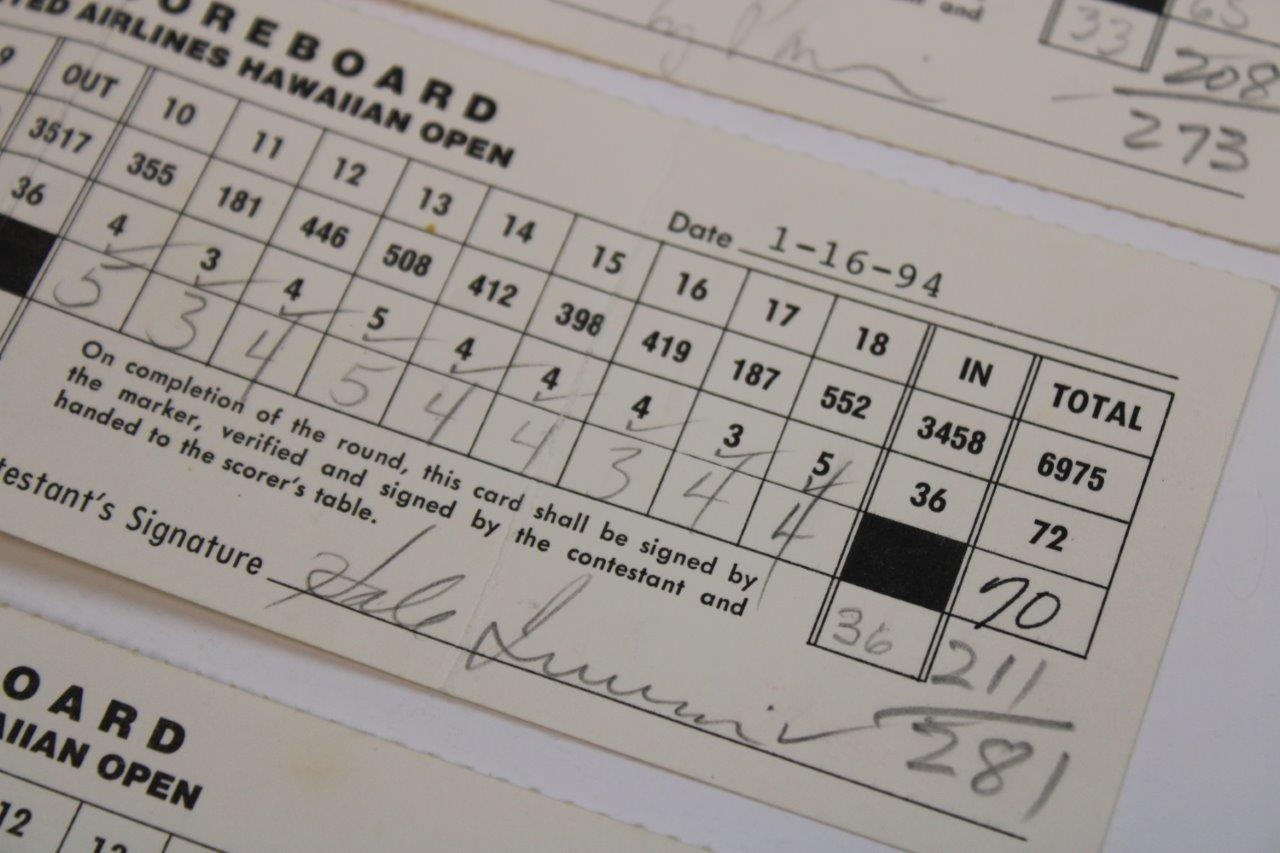 and
33 65
208
273
OREBOARD
TED AIRLINES HAWAIIAN OPEN
Date 1-16-94
9 OUT 10 11 12 13 14 15 16 17 18 IN TOTAL
3517 355 181 446 508 412 398 419 187 552 3458 6975
36 4 3 4 5 4 4 4 3 5 36 72
5 3 4 5 4 4 3 4 4 70
36
211
281
On completion of the round, this card shall be signed by
the marker, verified and signed by the contestant and
handed to the scorer's table.
testant's Signature
OARD
AIIAN OPEN
12 13